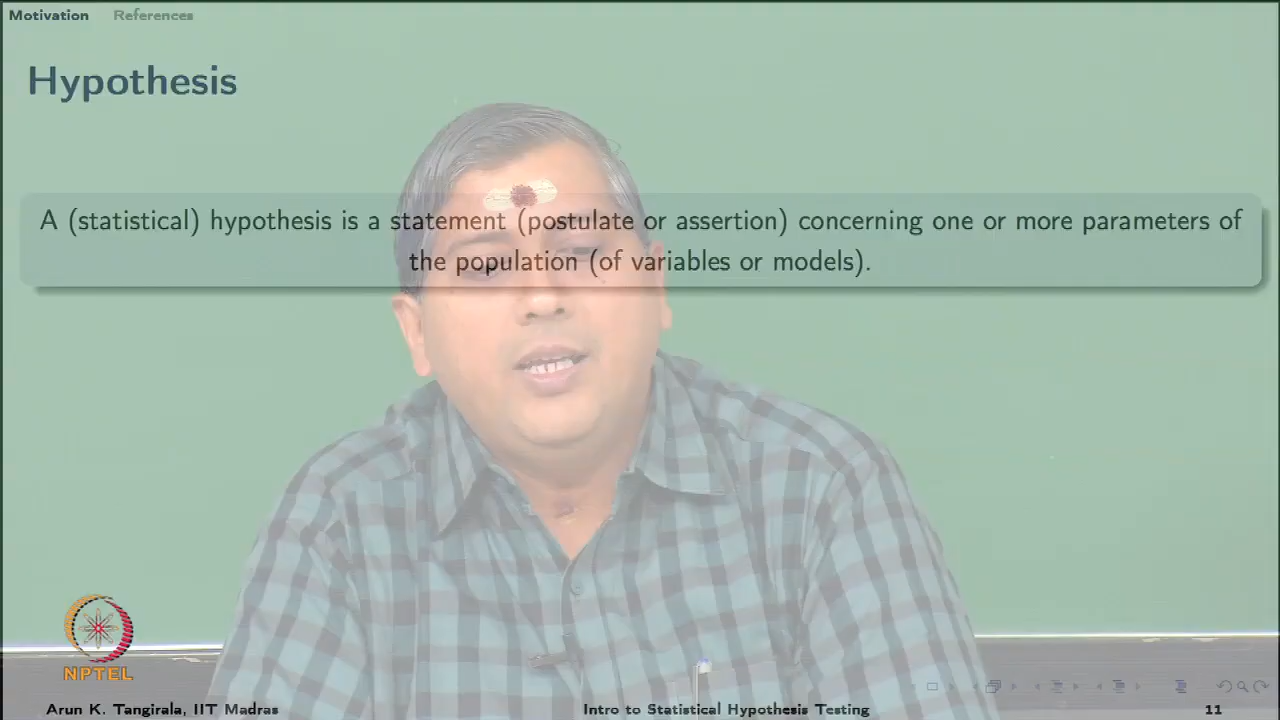 Motivation References
Hypothesis
A (statistical) hypothesis is a statement (postulate or assertion) concerning one or more parameters of
the population (of variables or models).
NPTEL
Arun K. Tangirala, IIT Madras Intro to Statistical Hypothesis Testing 11